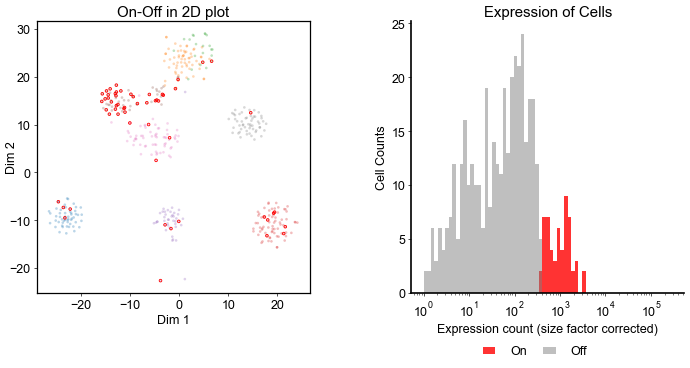 On-Off in 2D plot
Dim 2
30
20
10
0
−10
−20
−20 −10 0 10 20
Dim 1
Expression of Cells
Cell Counts
25
20
15
10
5
0
10^0 10^1 10^2 10^3 10^4 10^5
Expression count (size factor corrected)
On Off